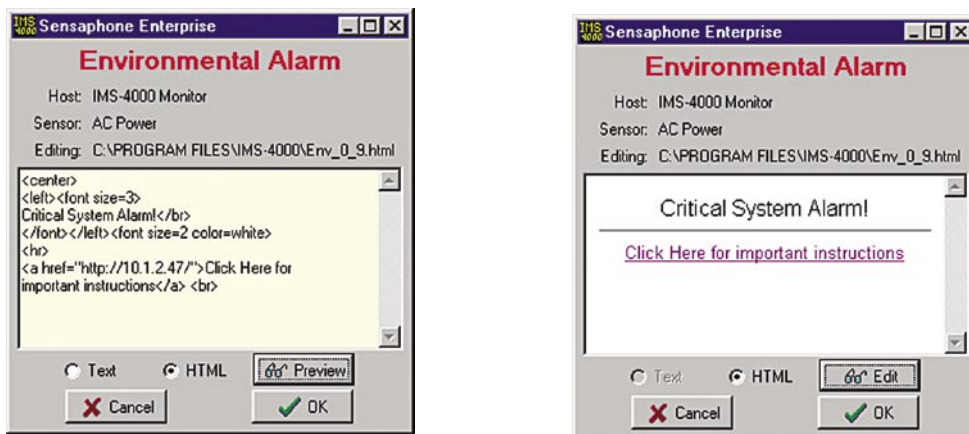 IMS 4000 Sensaphone Enterprise
Environmental Alarm
Host: IMS-4000 Monitor
Sensor: AC Power
Editing: C:\PROGRAM FILES\IMS-4000\Env_0_9.html
<center>
<left><font size=3>
Critical System Alarm!</br>
</font></left><font size=2 color=white>
<hr>
<a href="http://10.1.2.47/">Click Here for
important instructions</a> <br>
Text HTML Preview
Cancel OK
IMS 4000 Sensaphone Enterprise
Environmental Alarm
Host: IMS-4000 Monitor
Sensor: AC Power
Editing: C:\PROGRAM FILES\IMS-4000\Env_0_9.html
Critical System Alarm!
Click Here for important instructions
Text HTML Edit
Cancel OK